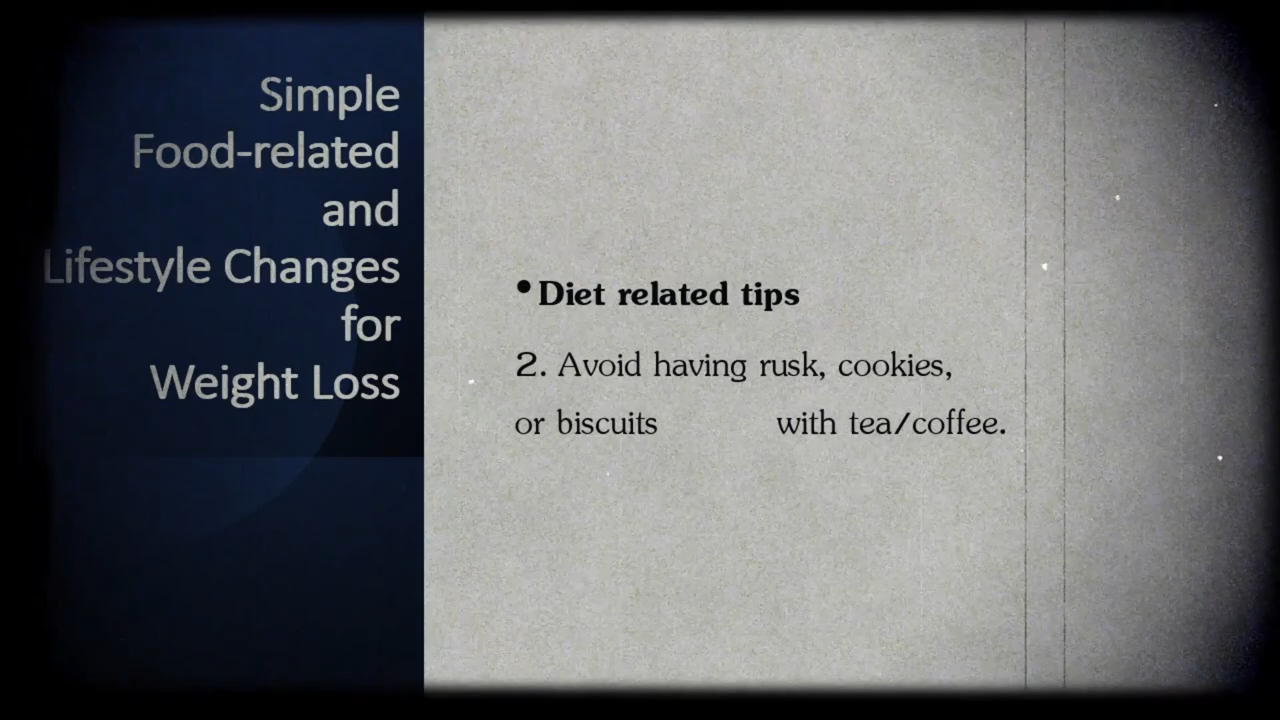 Simple
Food-related
and
Lifestyle Changes
for
Weight Loss
•Diet related tips
2. Avoid having rusk, cookies,
or biscuits with tea/coffee.